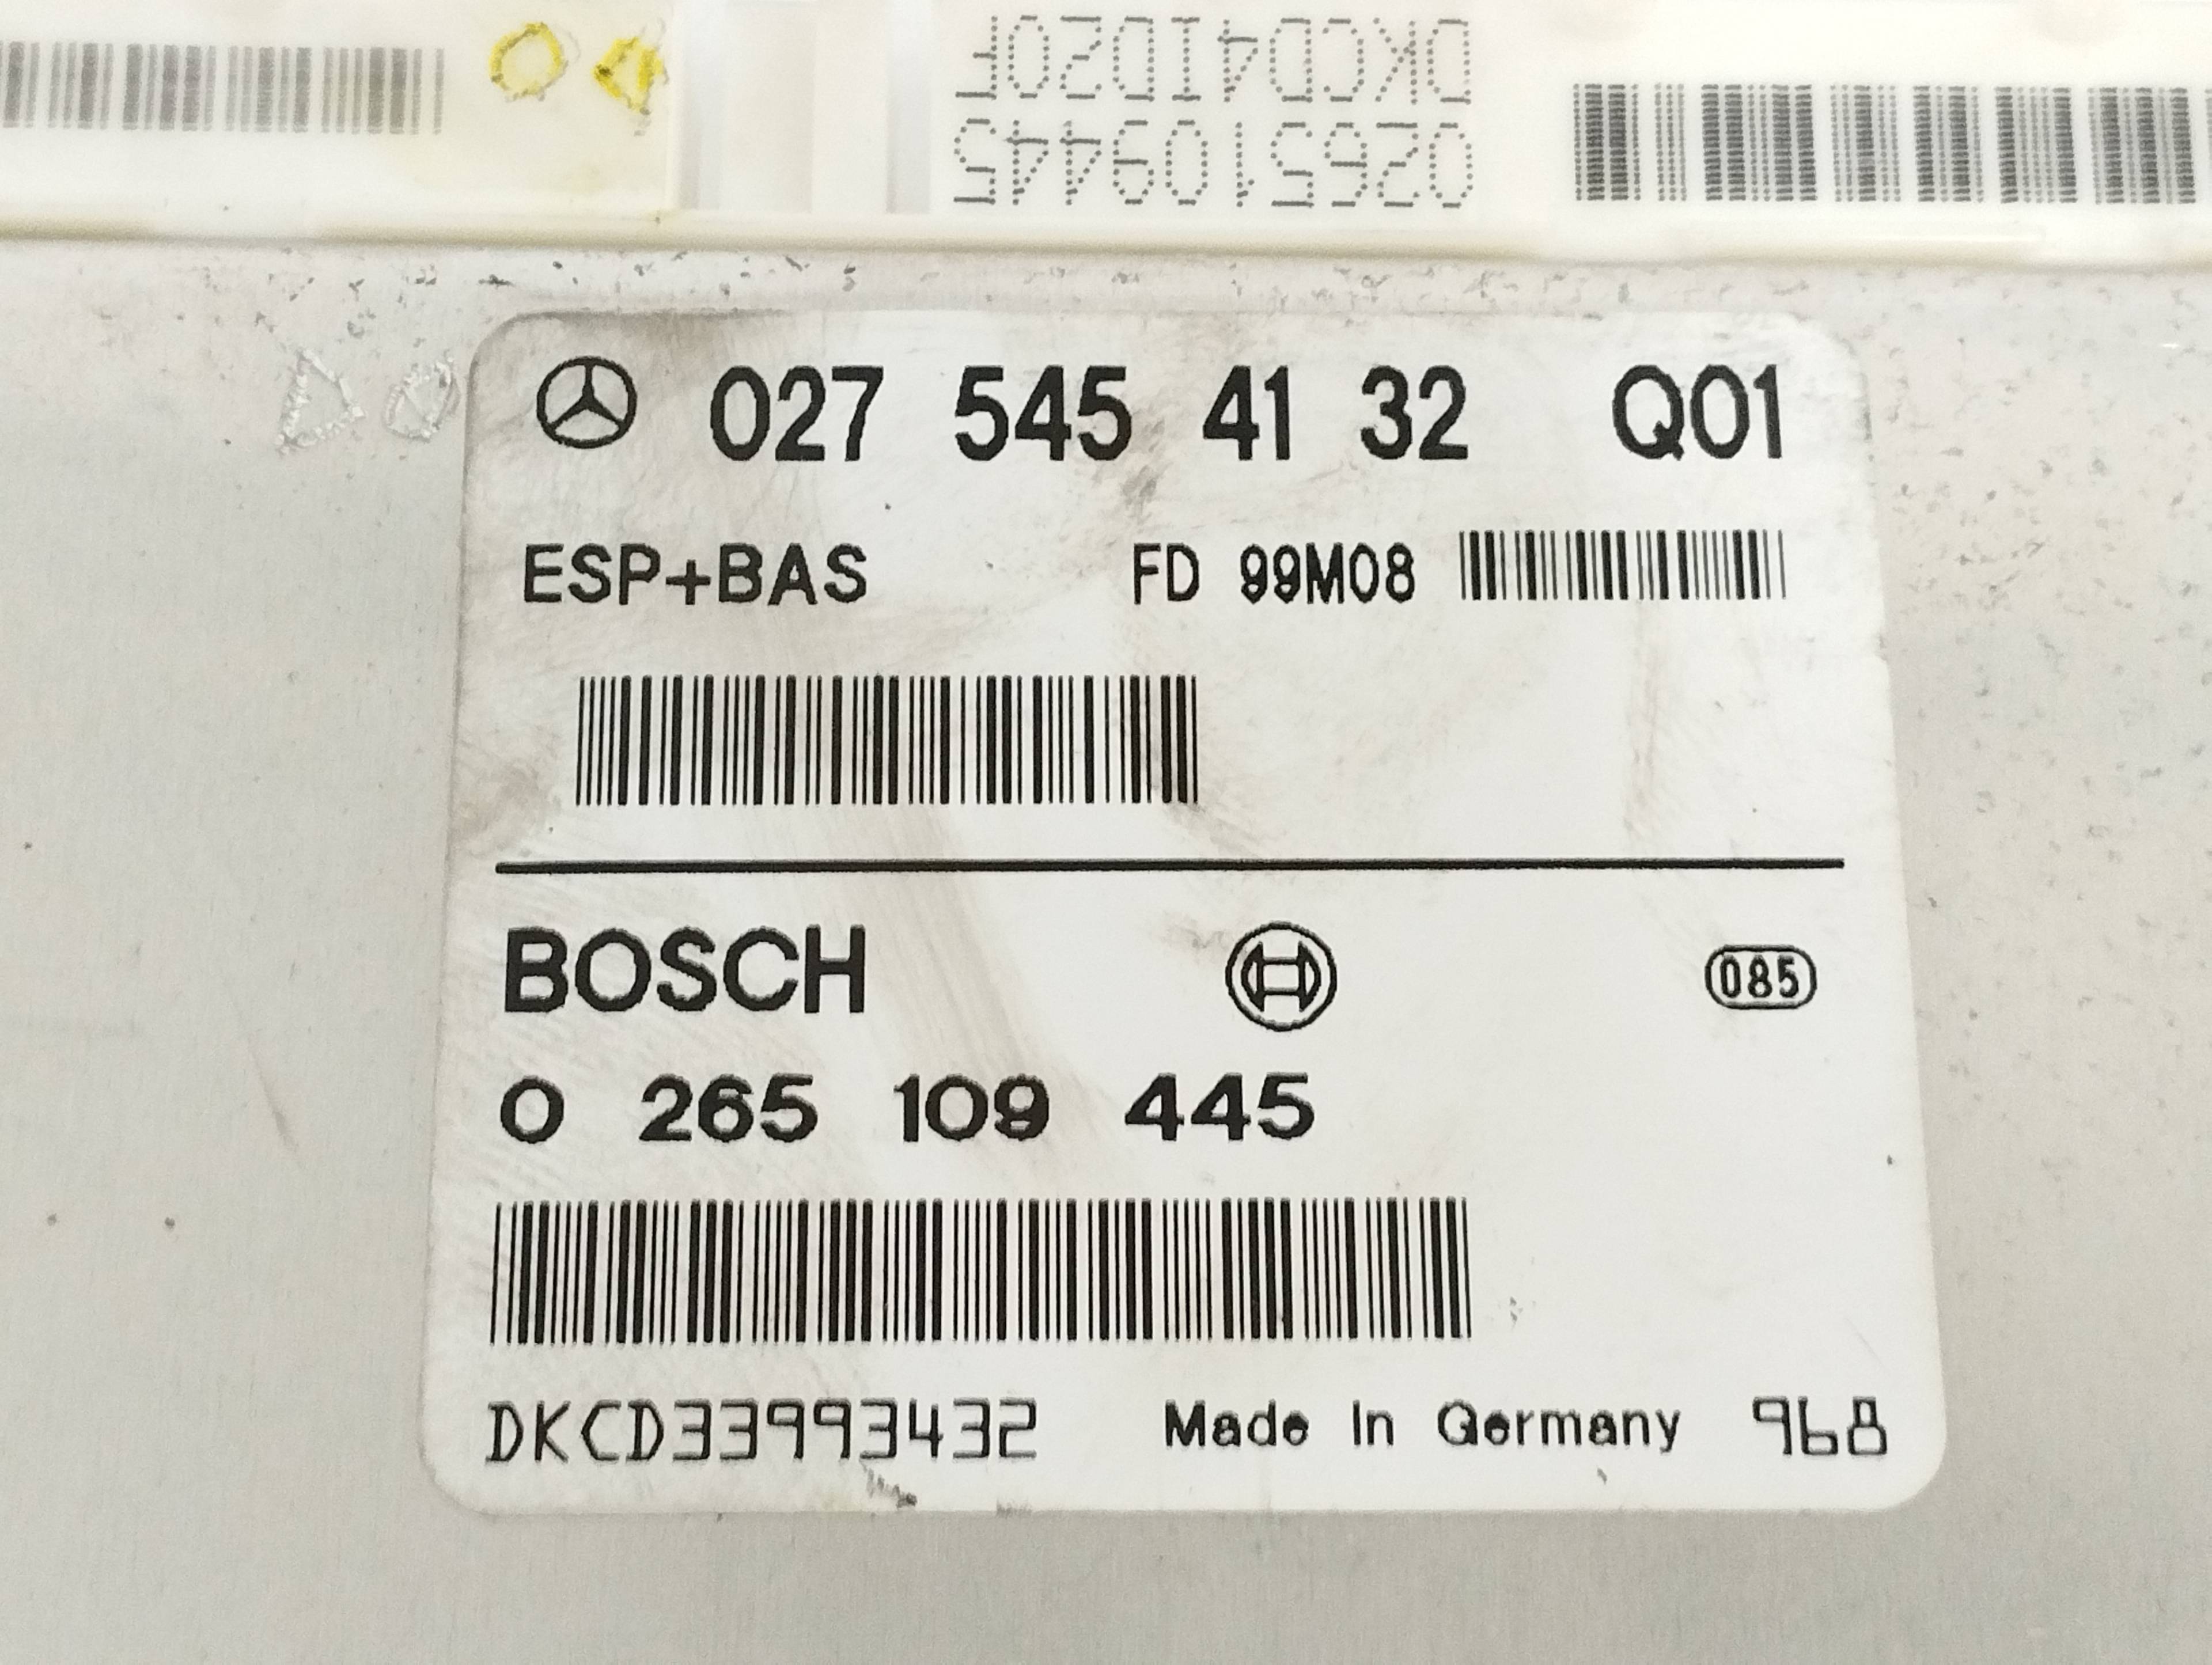 DKCD41D20F
0265109445
027 545 41 32 Q01
ESP+BAS FD 99M08
BOSCH 085
0 265 109 445
DKCD33993432 Made In Germany 968